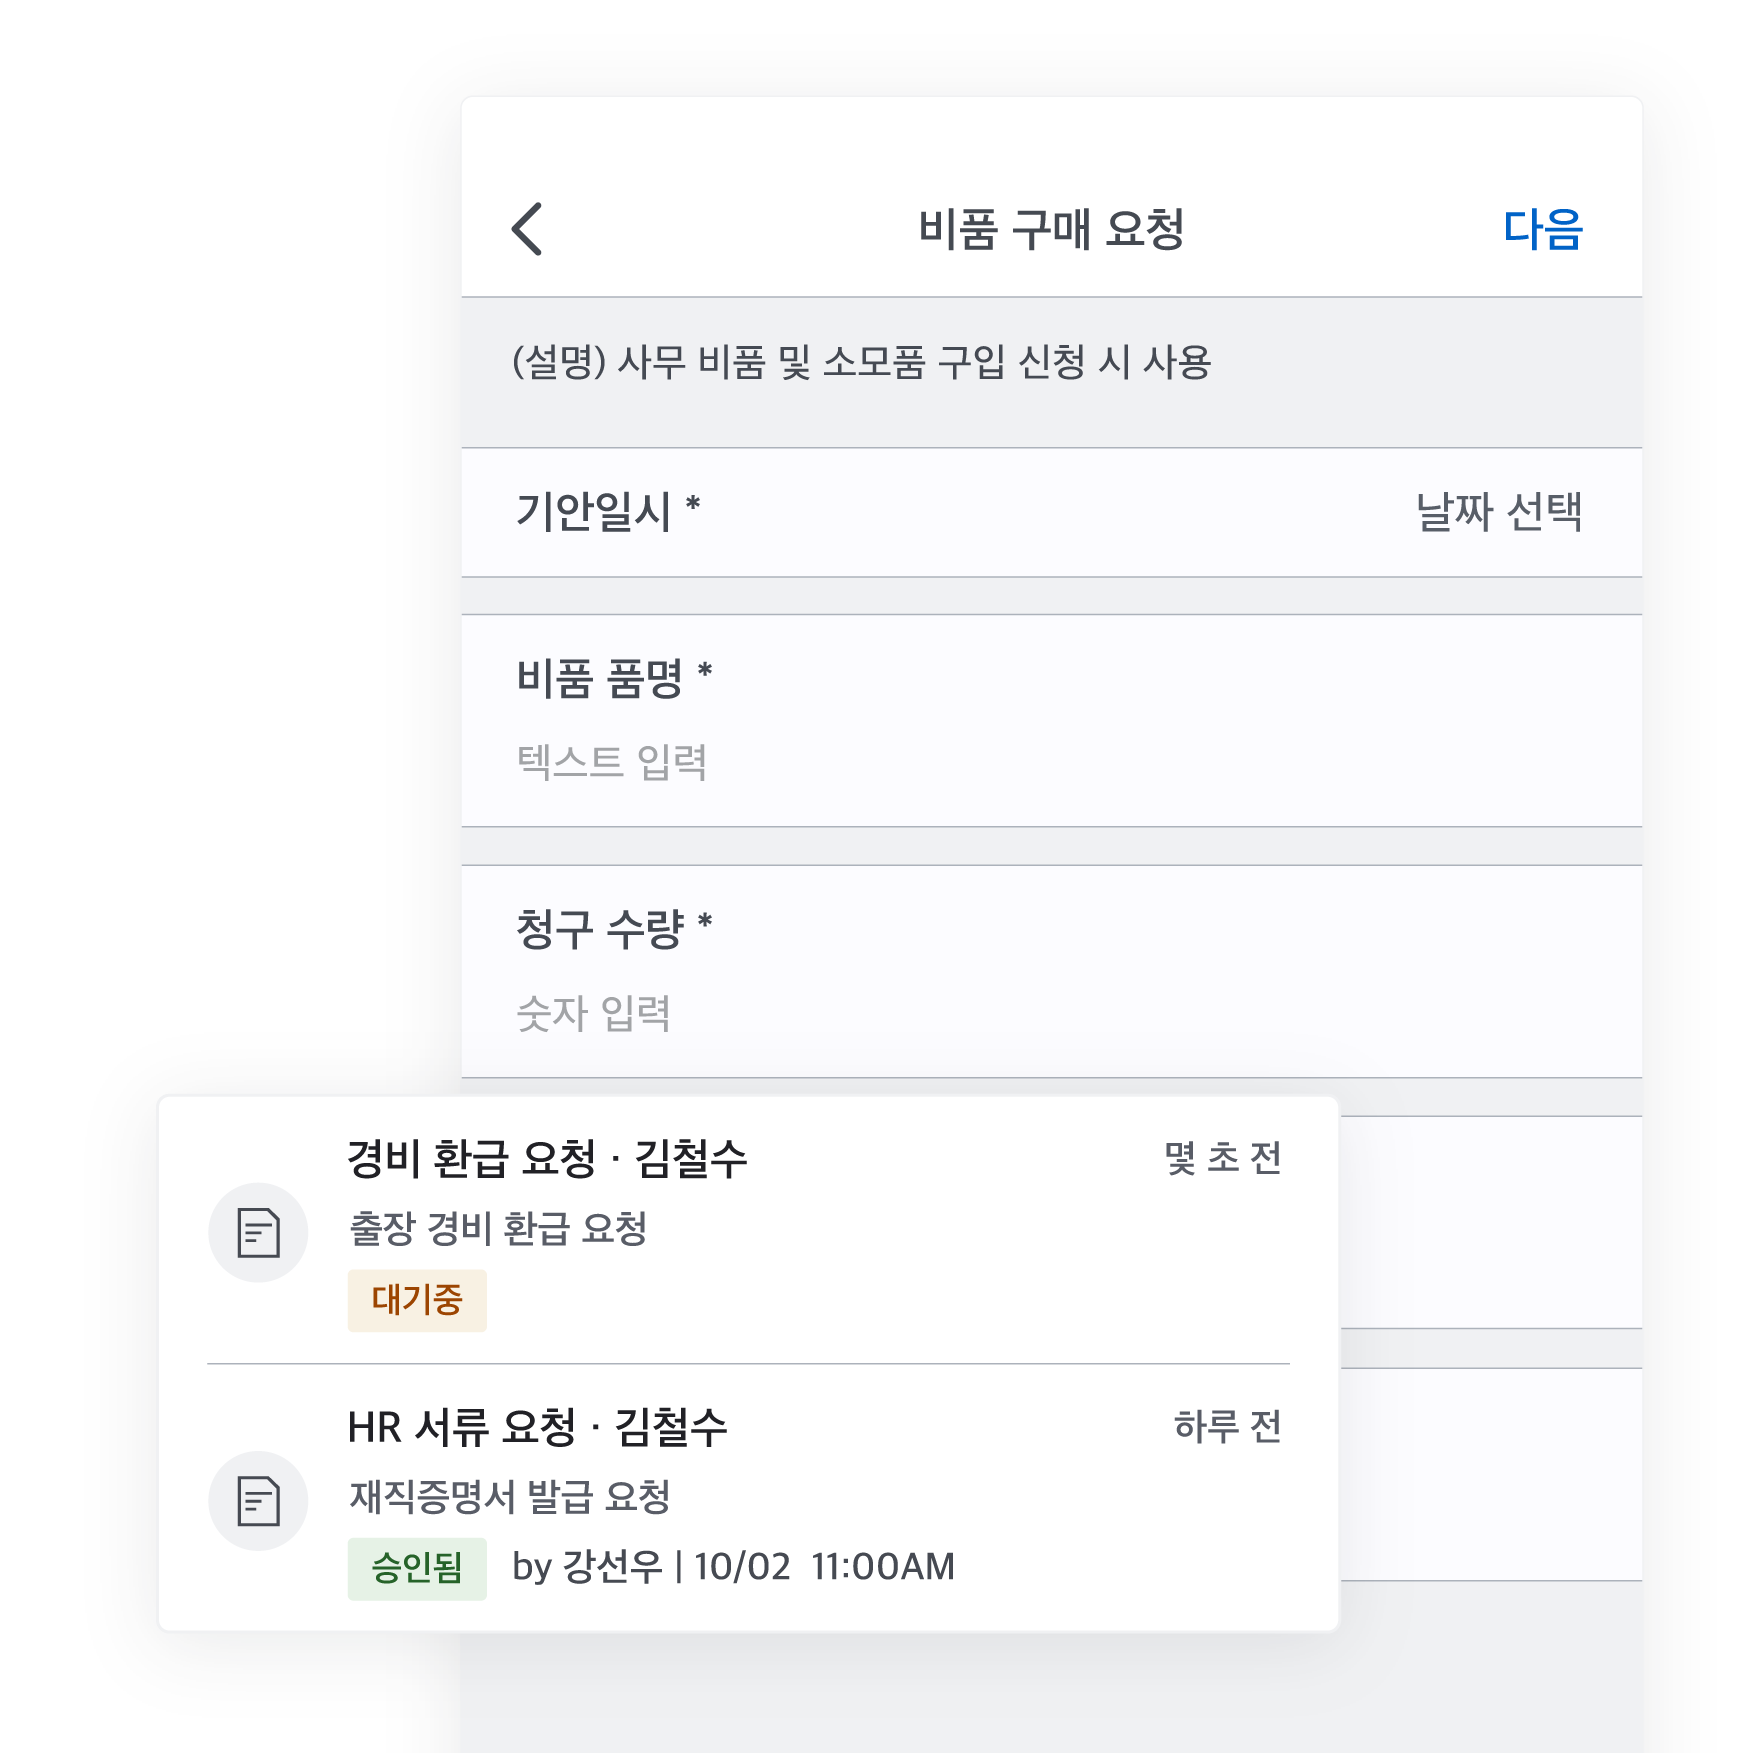 비품 구매 요청
다음
(설명) 사무 비품 및 소모품 구입 신청 시 사용
기안일시 *
날짜 선택
비품 품명 *
텍스트 입력
청구 수량 *
숫자 입력
경비 환급 요청 · 김철수
몇 초 전
출장 경비 환급 요청
대기중
HR 서류 요청 · 김철수
하루 전
재직증명서 발급 요청
승인됨 by 강선우 | 10/02 11:00AM